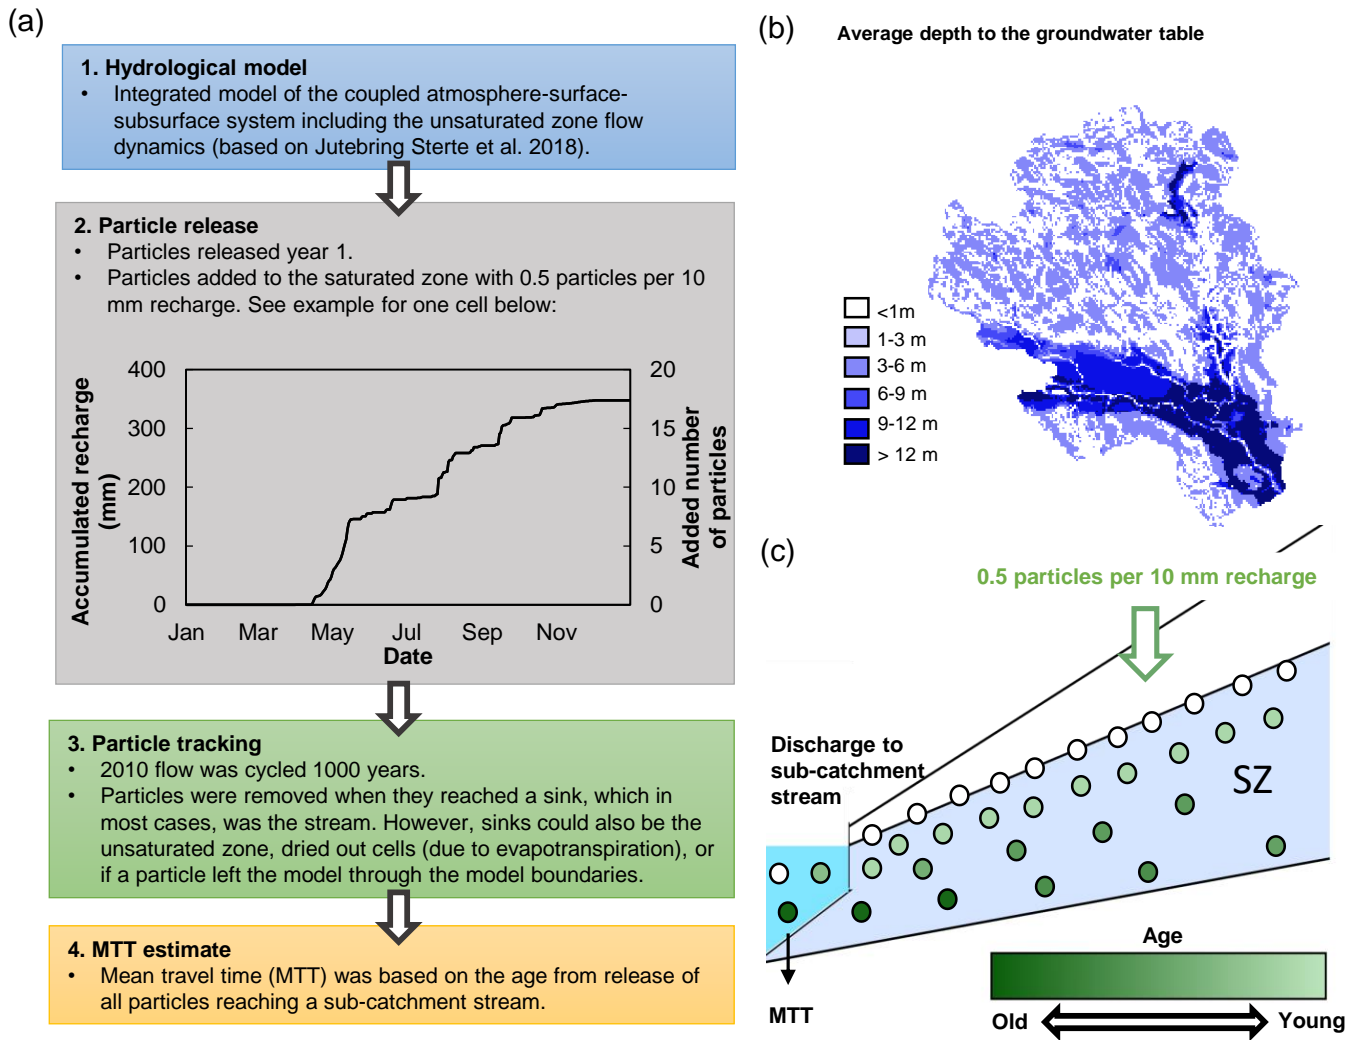 (a)
1. Hydrological model
• Integrated model of the coupled atmosphere-surface-
subsurface system including the unsaturated zone flow
dynamics (based on Jutebring Sterte et al. 2018).
2. Particle release
• Particles released year 1.
• Particles added to the saturated zone with 0.5 particles per 10
mm recharge. See example for one cell below:
Accumulated recharge
(mm)
400
300
200
100
0
20
15
10
5
0
Added number
of particles
Jan Mar May Jul Sep Nov
Date
3. Particle tracking
• 2010 flow was cycled 1000 years.
• Particles were removed when they reached a sink, which in
most cases, was the stream. However, sinks could also be the
unsaturated zone, dried out cells (due to evapotranspiration), or
if a particle left the model through the model boundaries.
4. MTT estimate
• Mean travel time (MTT) was based on the age from release of
all particles reaching a sub-catchment stream.
(b)
Average depth to the groundwater table
<1m
1-3 m
3-6 m
6-9 m
9-12 m
> 12 m
(c)
0.5 particles per 10 mm recharge
Discharge to
sub-catchment
stream
SZ
MTT
Age
Old Young